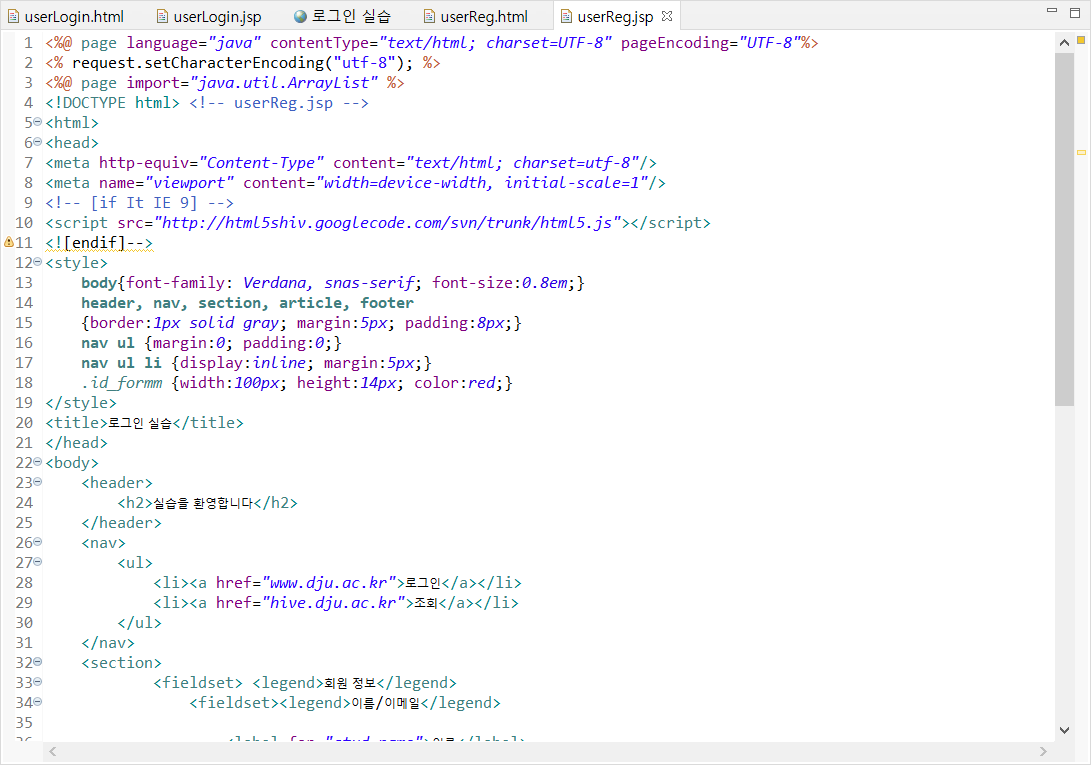 userLogin.html userLogin.jsp 로그인 실습 userReg.html userReg.jsp
1 <%@ page language="java" contentType="text/html; charset=UTF-8" pageEncoding="UTF-8"%>
2 <% request.setCharacterEncoding("utf-8"); %>
3 <%@ page import="java.util.ArrayList" %>
4 <!DOCTYPE html> <!-- userReg.jsp -->
5 <html>
6 <head>
7 <meta http-equiv="Content-Type" content="text/html; charset=utf-8"/>
8 <meta name="viewport" content="width=device-width, initial-scale=1"/>
9 <!-- [if It IE 9] -->
10 <script src="http://html5shiv.googlecode.com/svn/trunk/html5.js"></script>
11 <![endif]-->
12 <style>
13 body{font-family: Verdana, snas-serif; font-size:0.8em;}
14 header, nav, section, article, footer
15 {border:1px solid gray; margin:5px; padding:8px;}
16 nav ul {margin:0; padding:0;}
17 nav ul li {display:inline; margin:5px;}
18 .id_formm {width:100px; height:14px; color:red;}
19 </style>
20 <title>로그인 실습</title>
21 </head>
22 <body>
23 <header>
24 <h2>실습을 환영합니다</h2>
25 </header>
26 <nav>
27 <ul>
28 <li><a href="www.dju.ac.kr">로그인</a></li>
29 <li><a href="hive.dju.ac.kr">조회</a></li>
30 </ul>
31 </nav>
32 <section>
33 <fieldset> <legend>회원 정보</legend>
34 <fieldset><legend>이름/이메일</legend>
35